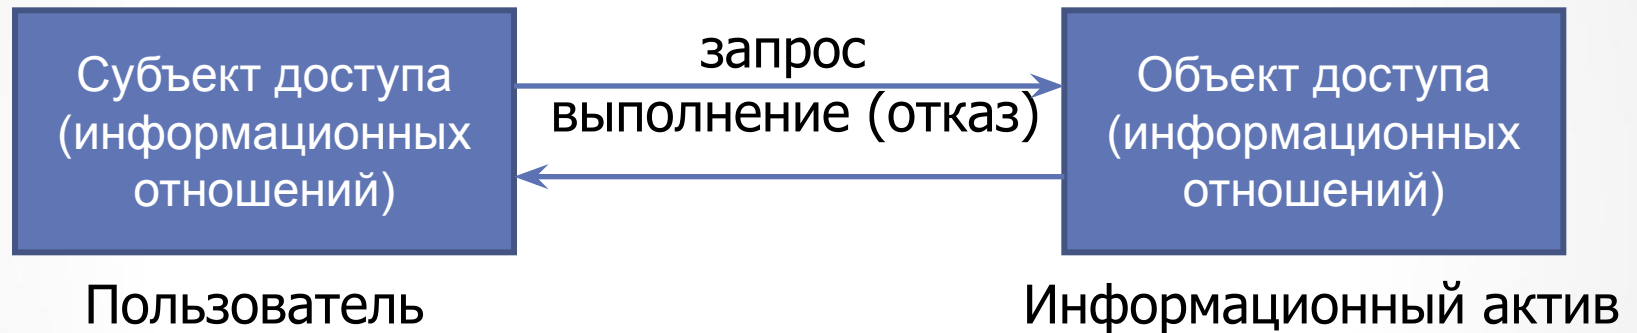 Субъект доступа
(информационных
отношений)
запрос
выполнение (отказ)
Объект доступа
(информационных
отношений)
Пользователь
Информационный актив